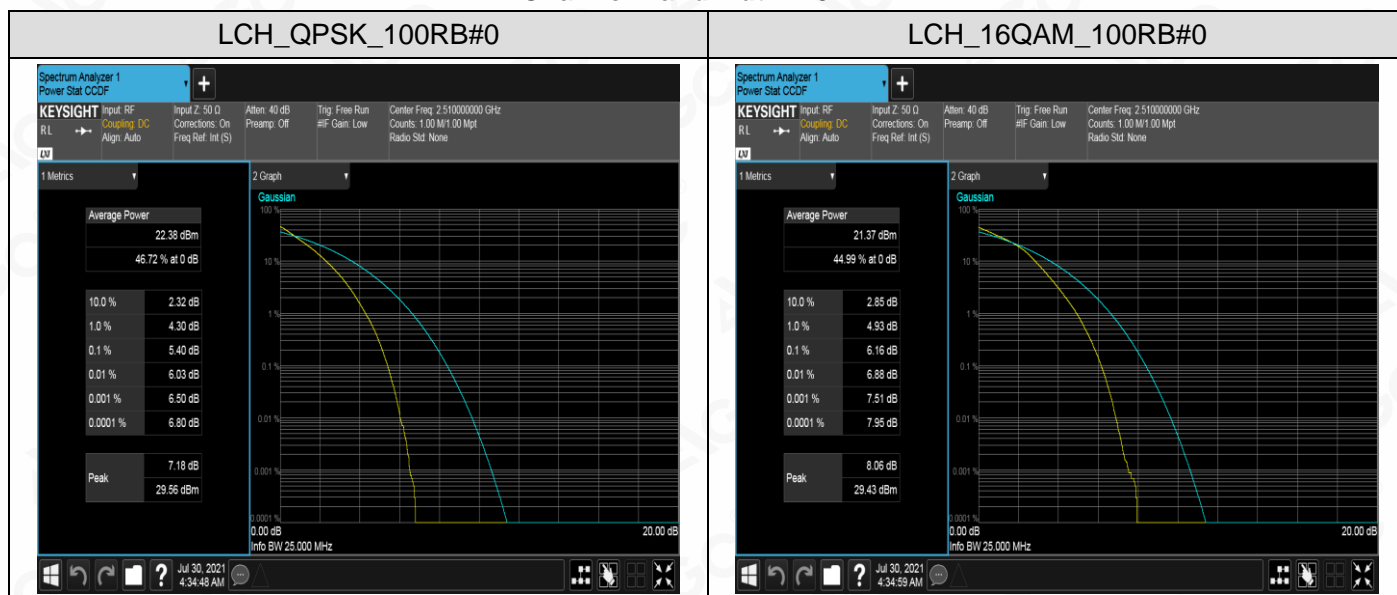 LCH_QPSK_100RB#0
LCH_16QAM_100RB#0
Spectrum Analyzer 1
Power Stat CCDF
+
KEYSIGHT
RL
LXI
Input: RF
Coupling: DC
Align: Auto
Input Z: 50 Ω
Corrections: On
Freq Ref: Int (S)
Atten: 40 dB
Preamp: Off
Trig: Free Run
#IF Gain: Low
Center Freq: 2.510000000 GHz
Counts: 1.00 M/1.00 Mpt
Radio Std: None
1 Metrics
Average Power
22.38 dBm
46.72 % at 0 dB
10.0 % 2.32 dB
1.0 % 4.30 dB
0.1 % 5.40 dB
0.01 % 6.03 dB
0.001 % 6.50 dB
0.0001 % 6.80 dB
Peak
7.18 dB
29.56 dBm
2 Graph
Gaussian
100 %
10 %
1 %
0.1 %
0.01 %
0.001 %
0.0001 %
0.00 dB 20.00 dB
Info BW 25.000 MHz
?
Jul 30, 2021
4:34:48 AM
Spectrum Analyzer 1
Power Stat CCDF
+
KEYSIGHT
RL
LXI
Input: RF
Coupling: DC
Align: Auto
Input Z: 50 Ω
Corrections: On
Freq Ref: Int (S)
Atten: 40 dB
Preamp: Off
Trig: Free Run
#IF Gain: Low
Center Freq: 2.510000000 GHz
Counts: 1.00 M/1.00 Mpt
Radio Std: None
1 Metrics
Average Power
21.37 dBm
44.99 % at 0 dB
10.0 % 2.85 dB
1.0 % 4.93 dB
0.1 % 6.16 dB
0.01 % 6.88 dB
0.001 % 7.51 dB
0.0001 % 7.95 dB
Peak
8.06 dB
29.43 dBm
2 Graph
Gaussian
100 %
10 %
1 %
0.1 %
0.01 %
0.001 %
0.0001 %
0.00 dB 20.00 dB
Info BW 25.000 MHz
?
Jul 30, 2021
4:34:59 AM